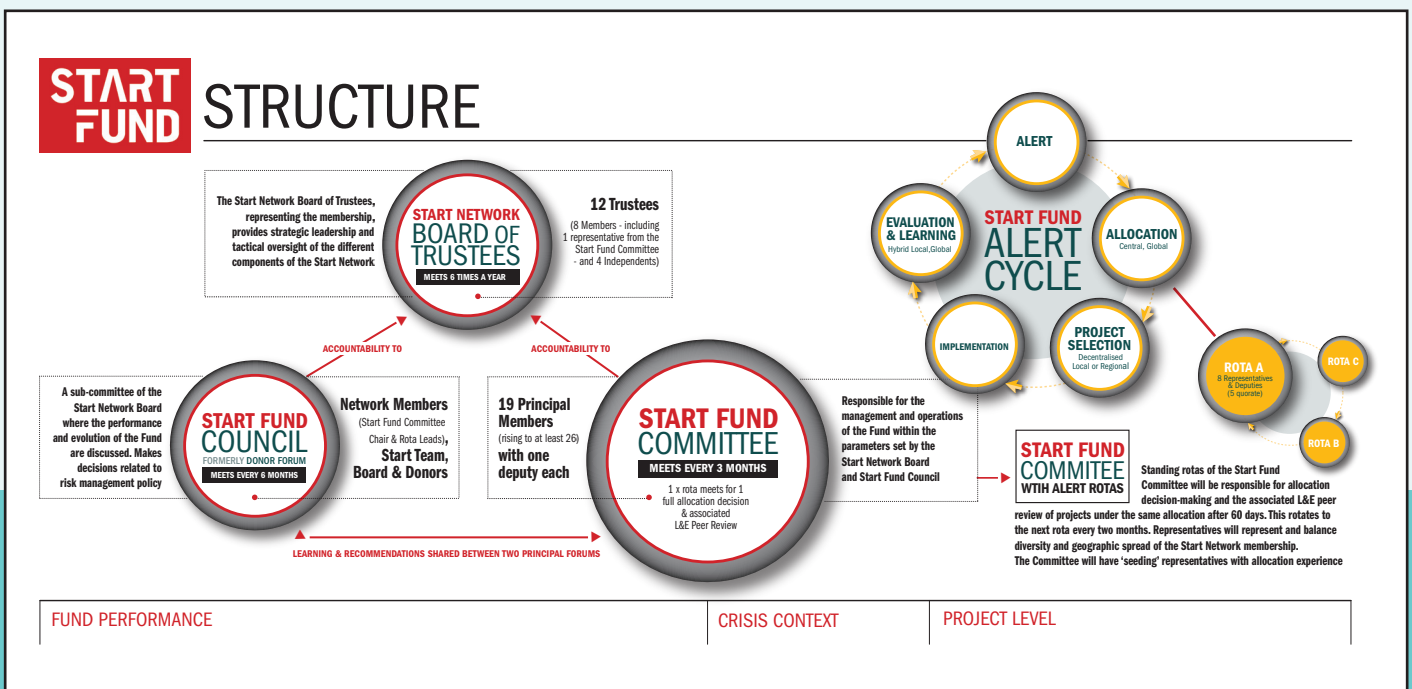 START
FUND
STRUCTURE
The Start Network Board of Trustees,
representing the membership,
provides strategic leadership and
tactical oversight of the different
components of the Start Network
START NETWORK
BOARD OF
TRUSTEES
MEETS 6 TIMES A YEAR
12 Trustees
(8 Members - including
1 representative from the
Start Fund Committee
- and 4 Independents)
ACCOUNTABILITY TO
ACCOUNTABILITY TO
A sub-committee of the
Start Network Board
where the performance
and evolution of the Fund
are discussed. Makes
decisions related to
risk management policy
START FUND
COUNCIL
FORMERLY DONOR FORUM
MEETS EVERY 6 MONTHS
Network Members
(Start Fund Committee
Chair & Rota Leads),
Start Team,
Board & Donors
19 Principal
Members
(rising to at least 26)
with one
deputy each
START FUND
COMMITTEE
MEETS EVERY 3 MONTHS
1 x rota meets for 1
full allocation decision
& associated
L&E Peer Review
Responsible for the
management and operations
of the Fund within the
parameters set by the
Start Network Board
and Start Fund Council
LEARNING & RECOMMENDATIONS SHARED BETWEEN TWO PRINCIPAL FORUMS
START FUND
ALERT
CYCLE
ALERT
ALLOCATION
Central, Global
PROJECT
SELECTION
Decentralised
Local or Regional
IMPLEMENTATION
EVALUATION
& LEARNING
Hybrid Local,Global
ROTA A
8 Representatives
& Deputies
(5 quorate)
ROTA C
ROTA B
START FUND
COMMITEE
WTIH ALERT ROTAS
Standing rotas of the Start Fund
Committee will be responsible for allocation
decision-making and the associated L&E peer
review of projects under the same allocation after 60 days. This rotates to
the next rota every two months. Representatives will represent and balance
diversity and geographic spread of the Start Network membership.
The Committee will have ‘seeding’ representatives with allocation experience
FUND PERFORMANCE
CRISIS CONTEXT
PROJECT LEVEL